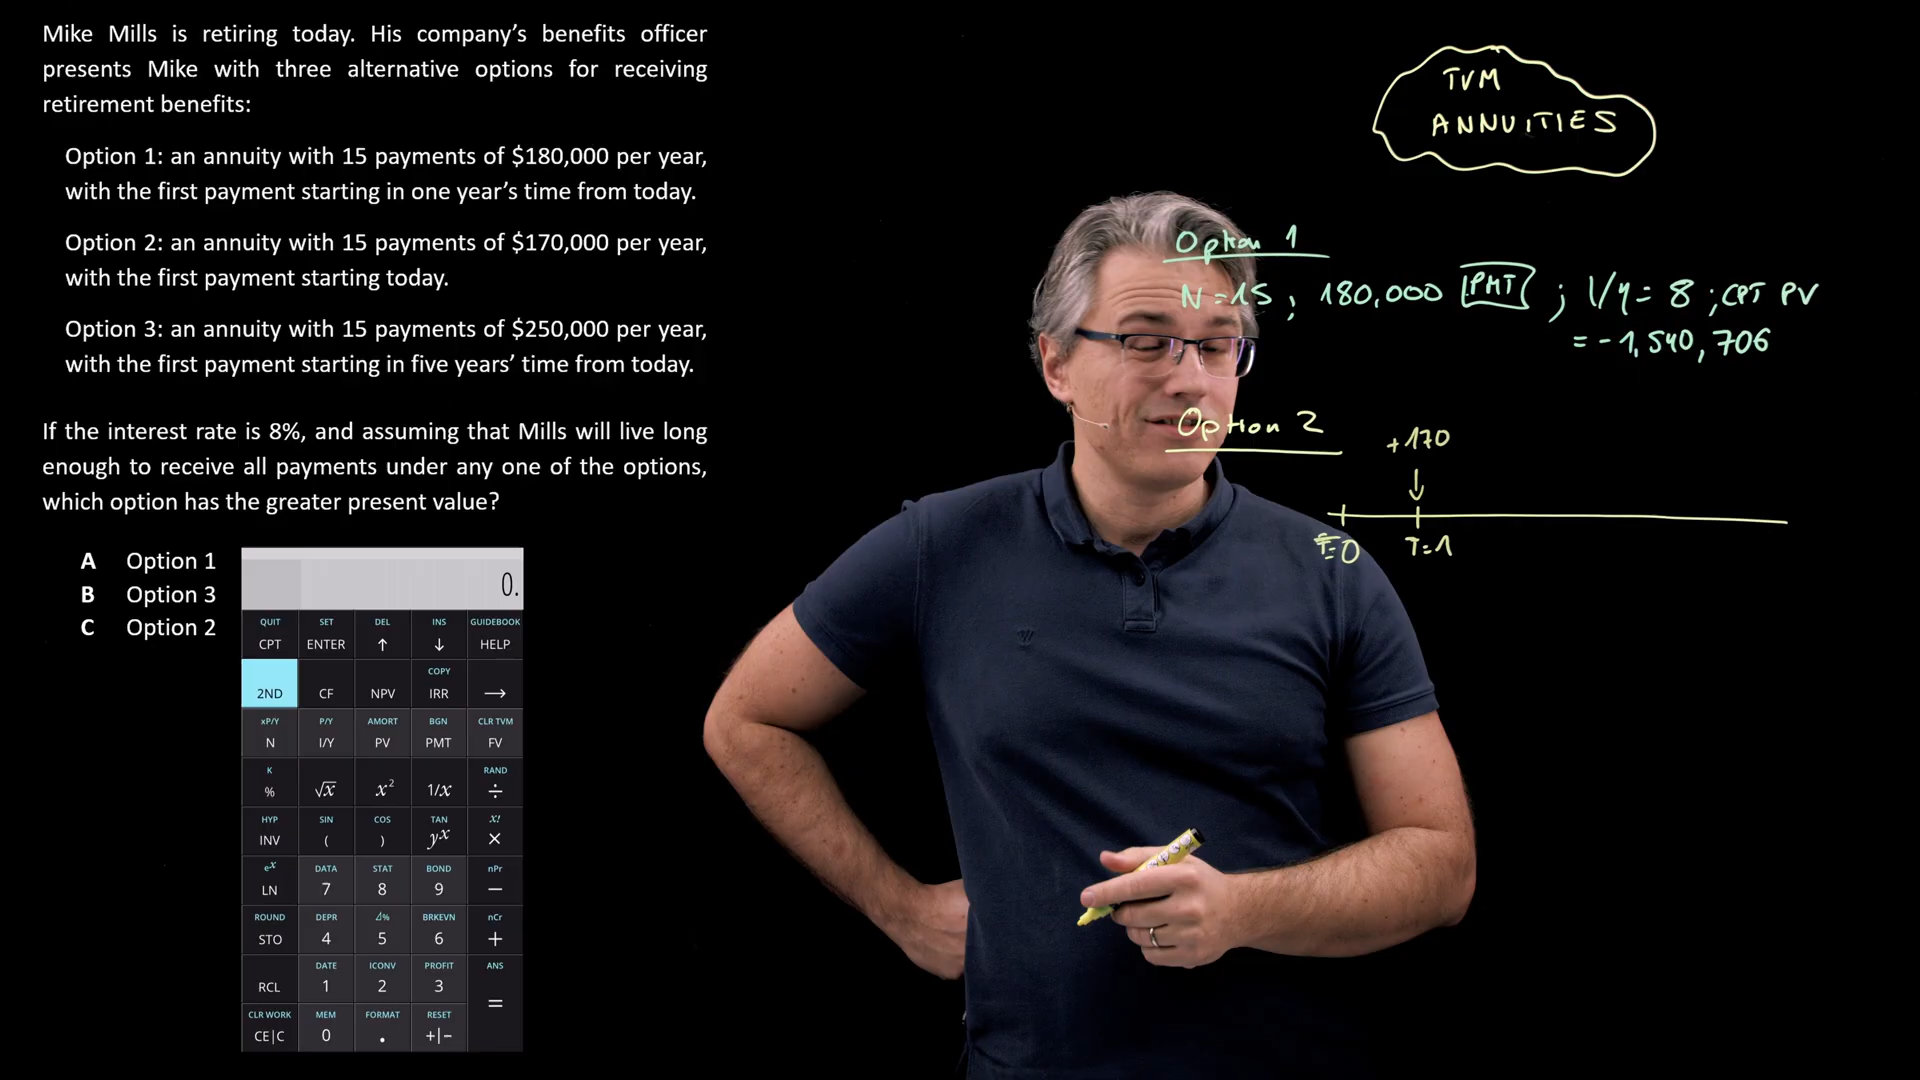 Mike Mills is retiring today. His company's benefits officer
presents Mike with three alternative options for receiving
retirement benefits:
Option 1: an annuity with 15 payments of $180,000 per year,
with the first payment starting in one year's time from today.
Option 2: an annuity with 15 payments of $170,000 per year,
with the first payment starting today.
Option 3: an annuity with 15 payments of $250,000 per year,
with the first payment starting in five years' time from today.
If the interest rate is 8%, and assuming that Mills will live long
enough to receive all payments under any one of the options,
which option has the greater present value?
A Option 1
B Option 3
C Option 2
0.
QUIT SET DEL INS GUIDEBOOK
CPT ENTER ↑ ↓ HELP
COPY
2ND CF NPV IRR →
xP/Y P/Y AMORT BGN CLR TVM
N I/Y PV PMT FV
K RAND
% √x x² 1/x ÷
HYP SIN COS TAN x!
INV ( ) yˣ ×
eˣ DATA STAT BOND nPr
LN 7 8 9 −
ROUND DEPR Δ% BRKEVN nCr
STO 4 5 6 +
DATE ICONV PROFIT ANS
RCL 1 2 3 =
CLR WORK MEM FORMAT RESET
CE|C 0 . +|−
TVM
ANNUITIES
Option 1
N = 15 ; 180,000 PMT ; I/Y = 8 ; CPT PV
= -1,540,706
Option 2
+170
↓
T=0 T=1